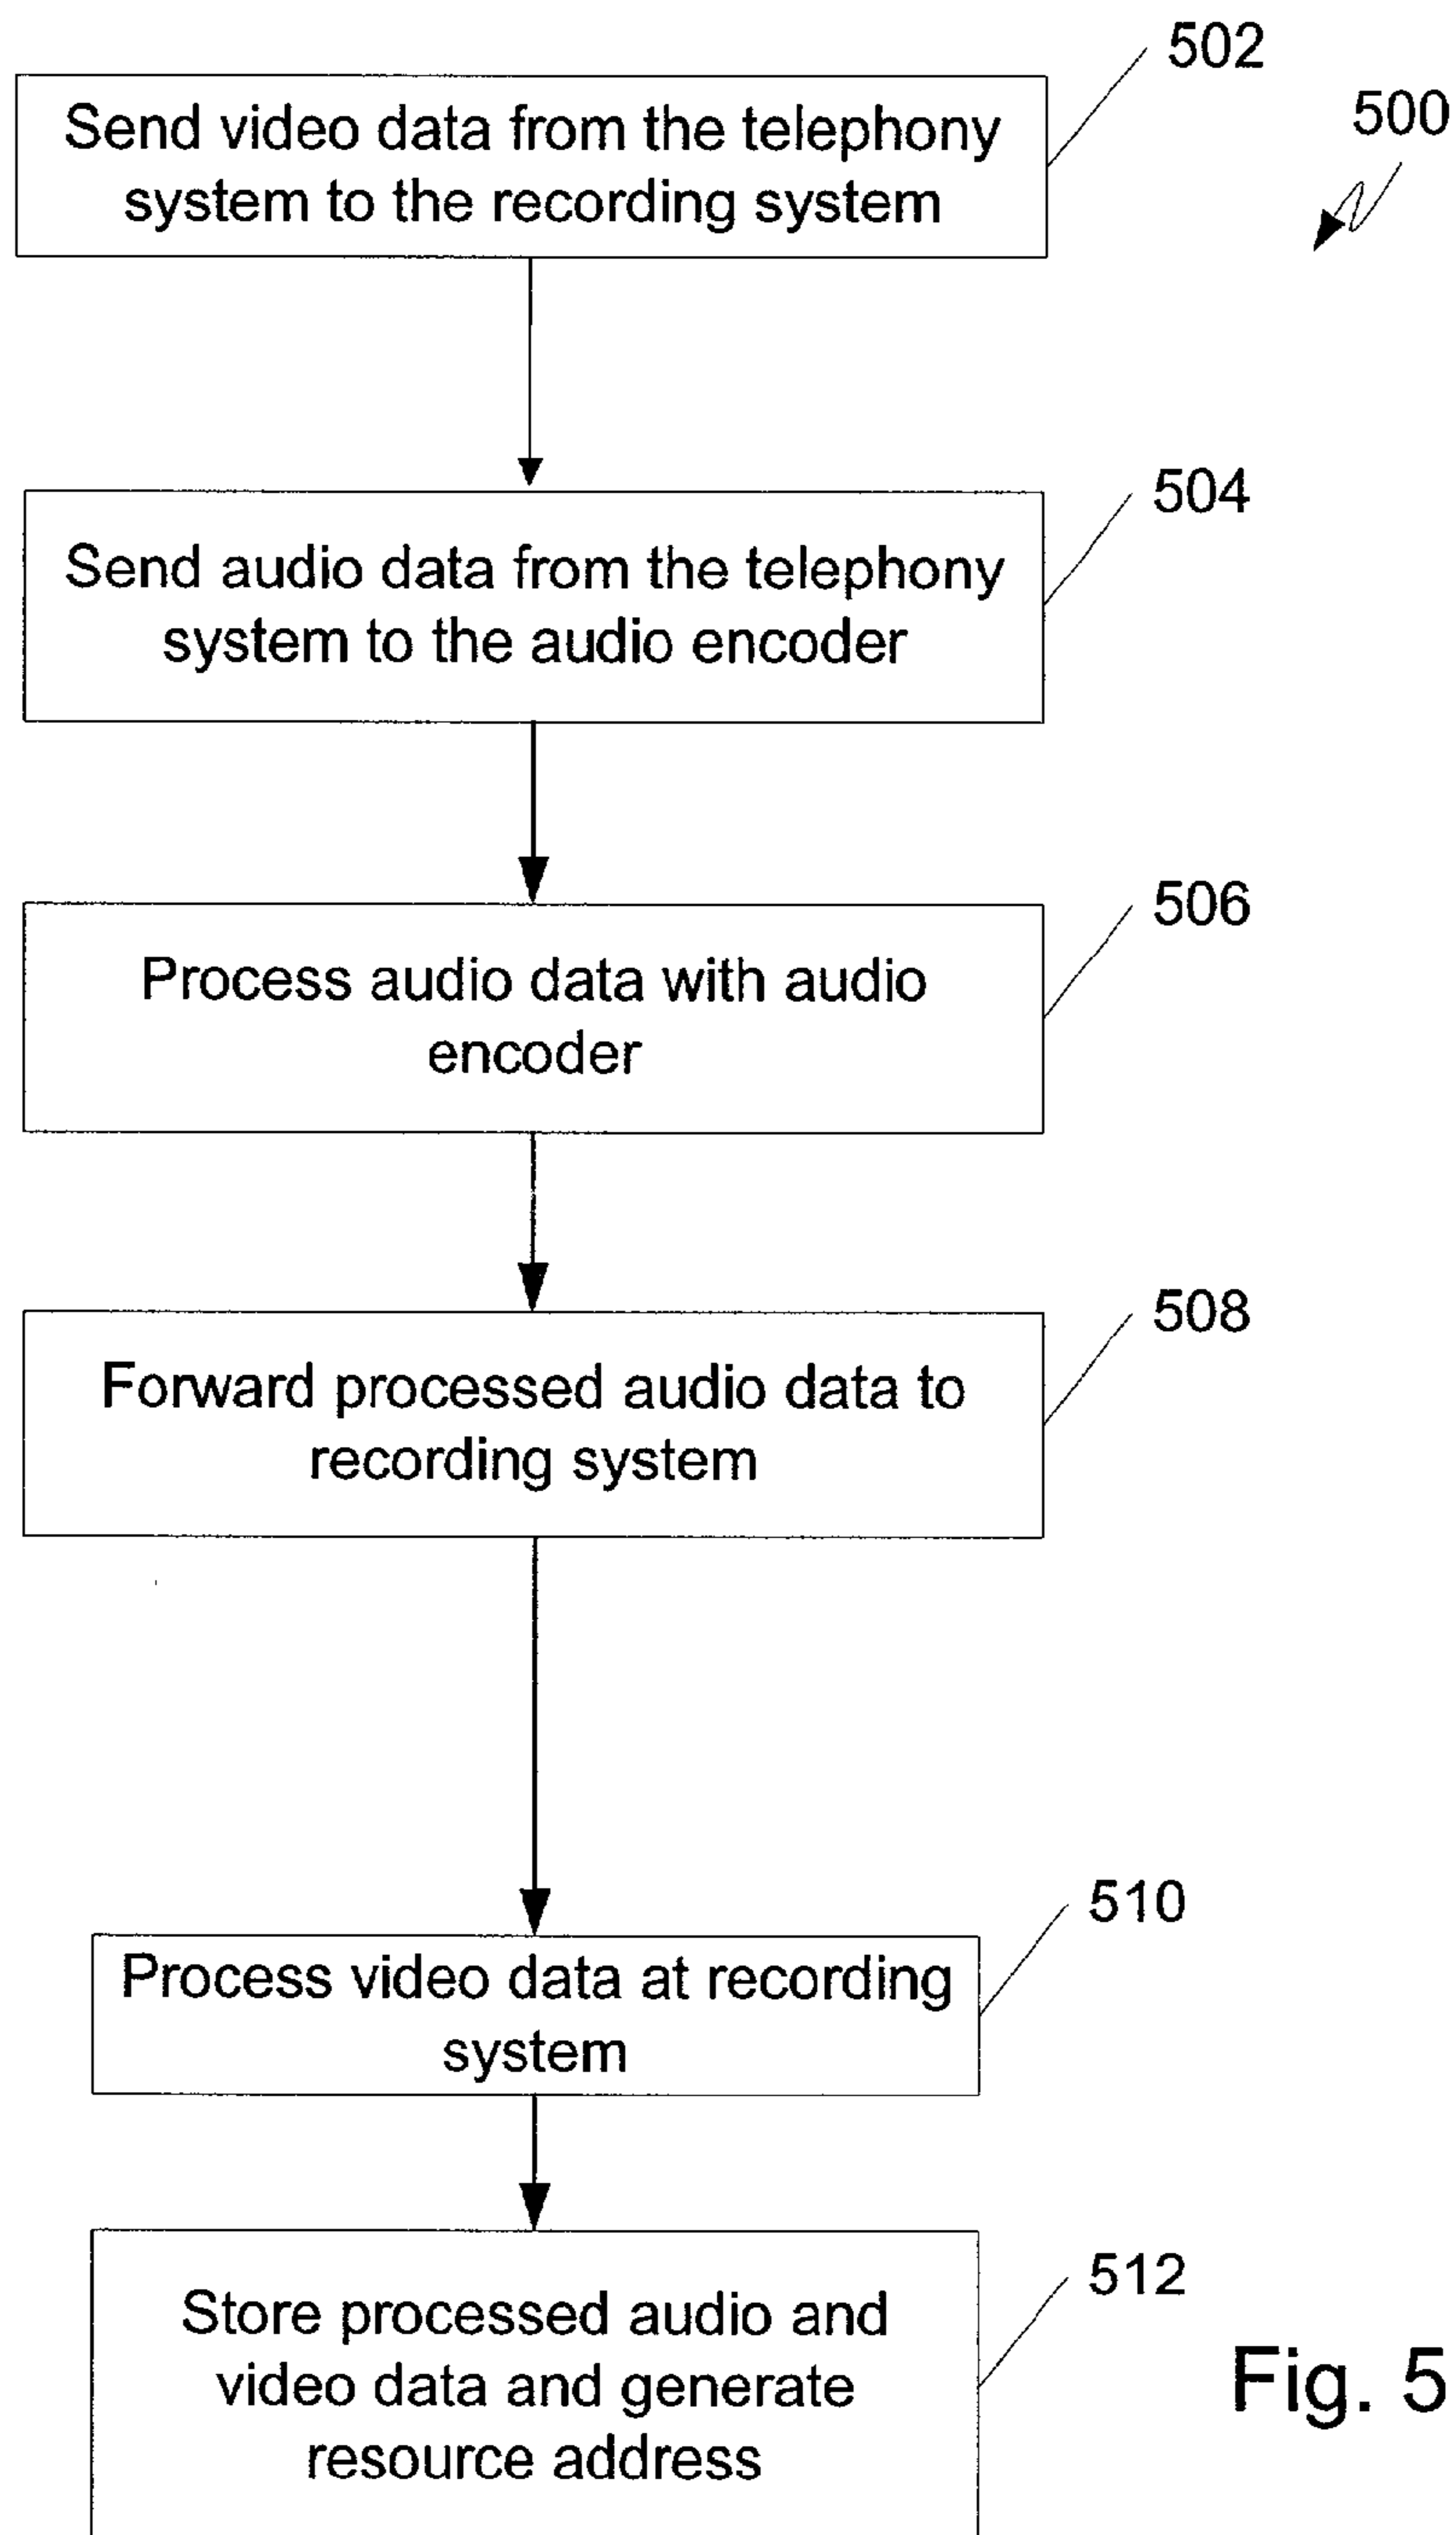 502
500
Send video data from the telephony
system to the recording system
504
Send audio data from the telephony
system to the audio encoder
506
Process audio data with audio
encoder
508
Forward processed audio data to
recording system
510
Process video data at recording
system
512
Store processed audio and
video data and generate
resource address
Fig. 5